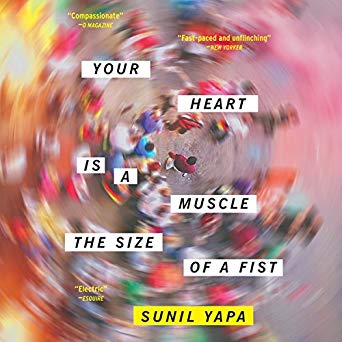 "Compassionate"
—O MAGAZINE
"Fast-paced and unflinching"
—NEW YORKER
YOUR
HEART
IS A
MUSCLE
THE SIZE
OF A FIST
"Electric"
—ESQUIRE
SUNIL YAPA